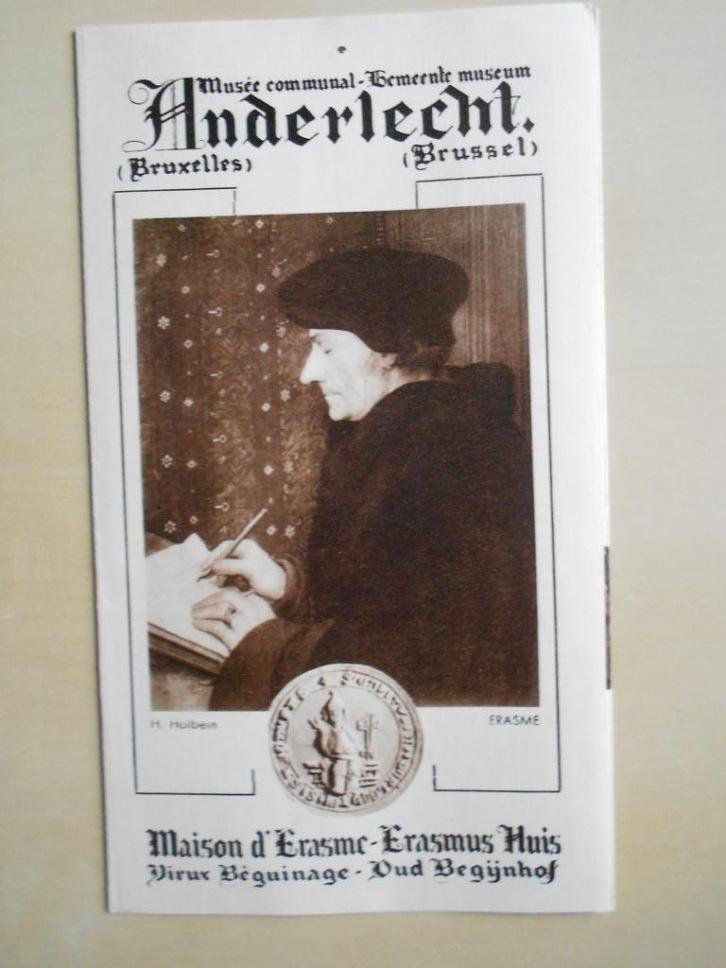 Musée communal-Gemeente museum
Anderlecht.
(Bruxelles) (Brussel)
H. Holbein ERASME
Maison d'Erasme-Erasmus Huis
Vieux Béguinage - Oud Begijnhof